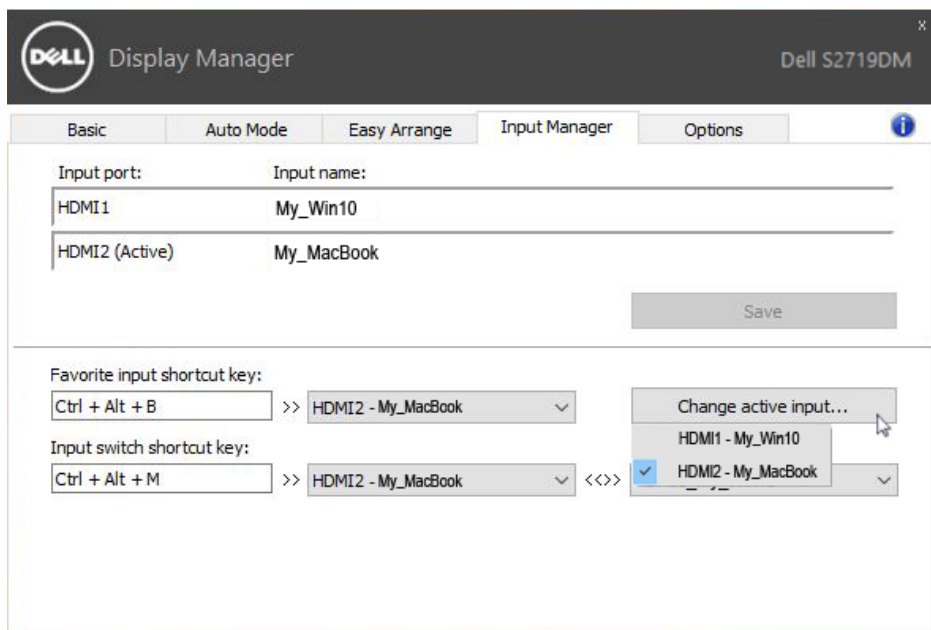 DELL Display Manager Dell S2719DM
x
Basic Auto Mode Easy Arrange Input Manager Options i
Input port: Input name:
HDMI1 My_Win10
HDMI2 (Active) My_MacBook
Save
Favorite input shortcut key:
Ctrl + Alt + B >> HDMI2 - My_MacBook Change active input...
HDMI1 - My_Win10
Input switch shortcut key:
HDMI2 - My_MacBook
Ctrl + Alt + M >> HDMI2 - My_MacBook <<>>